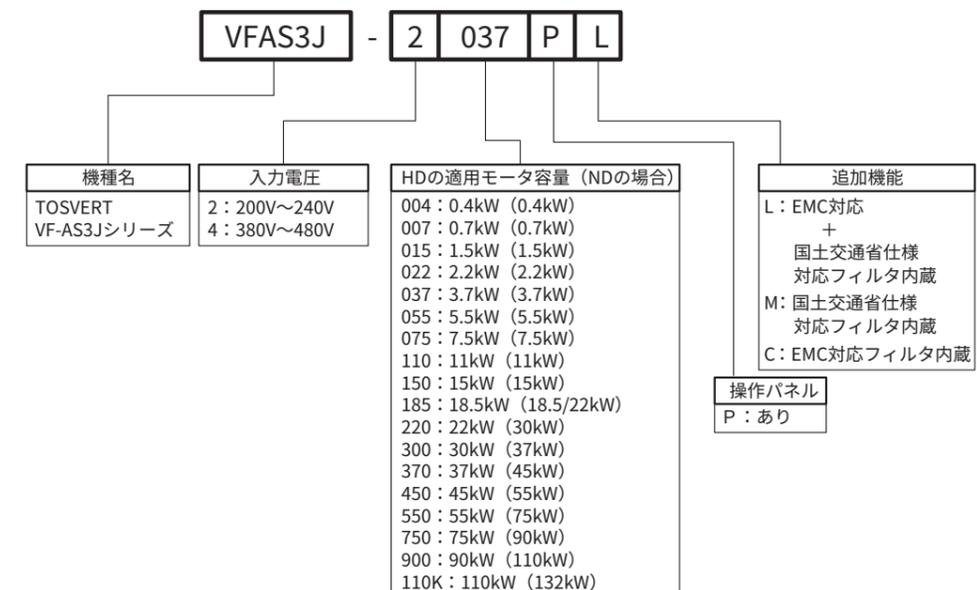 VFAS3J - 2 037 P L
機種名
TOSVERT
VF-AS3Jシリーズ
入力電圧
2：200V～240V
4：380V～480V
HDの適用モータ容量（NDの場合）
004：0.4kW（0.4kW）
007：0.7kW（0.7kW）
015：1.5kW（1.5kW）
022：2.2kW（2.2kW）
037：3.7kW（3.7kW）
055：5.5kW（5.5kW）
075：7.5kW（7.5kW）
110：11kW（11kW）
150：15kW（15kW）
185：18.5kW（18.5/22kW）
220：22kW（30kW）
300：30kW（37kW）
370：37kW（45kW）
450：45kW（55kW）
550：55kW（75kW）
750：75kW（90kW）
900：90kW（110kW）
110K：110kW（132kW）
操作パネル
P：あり
追加機能
L：EMC対応
＋
国土交通省仕様
対応フィルタ内蔵
M：国土交通省仕様
対応フィルタ内蔵
C：EMC対応フィルタ内蔵